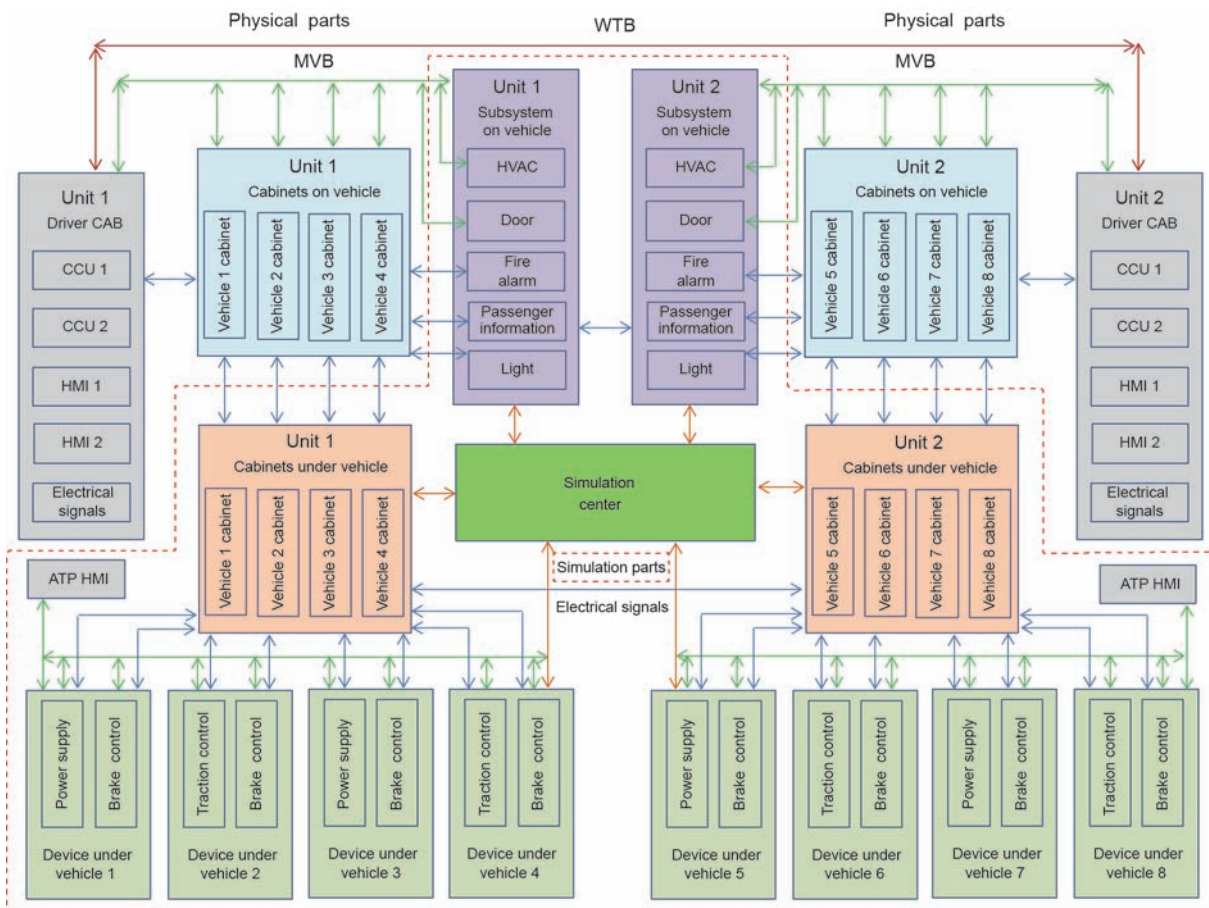 Physical parts
WTB
Physical parts
MVB
MVB
Unit 1
Subsystem
on vehicle
HVAC
Door
Fire
alarm
Passenger
information
Light
Unit 2
Subsystem
on vehicle
HVAC
Door
Fire
alarm
Passenger
information
Light
Unit 1
Driver CAB
CCU 1
CCU 2
HMI 1
HMI 2
Electrical
signals
Unit 1
Cabinets on vehicle
Vehicle 1 cabinet
Vehicle 2 cabinet
Vehicle 3 cabinet
Vehicle 4 cabinet
Unit 2
Cabinets on vehicle
Vehicle 5 cabinet
Vehicle 6 cabinet
Vehicle 7 cabinet
Vehicle 8 cabinet
Unit 2
Driver CAB
CCU 1
CCU 2
HMI 1
HMI 2
Electrical
signals
Unit 1
Cabinets under vehicle
Vehicle 1 cabinet
Vehicle 2 cabinet
Vehicle 3 cabinet
Vehicle 4 cabinet
Simulation
center
Unit 2
Cabinets under vehicle
Vehicle 5 cabinet
Vehicle 6 cabinet
Vehicle 7 cabinet
Vehicle 8 cabinet
Simulation parts
Electrical signals
ATP HMI
ATP HMI
Power supply
Brake control
Device under
vehicle 1
Traction control
Brake control
Device under
vehicle 2
Power supply
Brake control
Device under
vehicle 3
Traction control
Brake control
Device under
vehicle 4
Power supply
Brake control
Device under
vehicle 5
Traction control
Brake control
Device under
vehicle 6
Power supply
Brake control
Device under
vehicle 7
Traction control
Brake control
Device under
vehicle 8